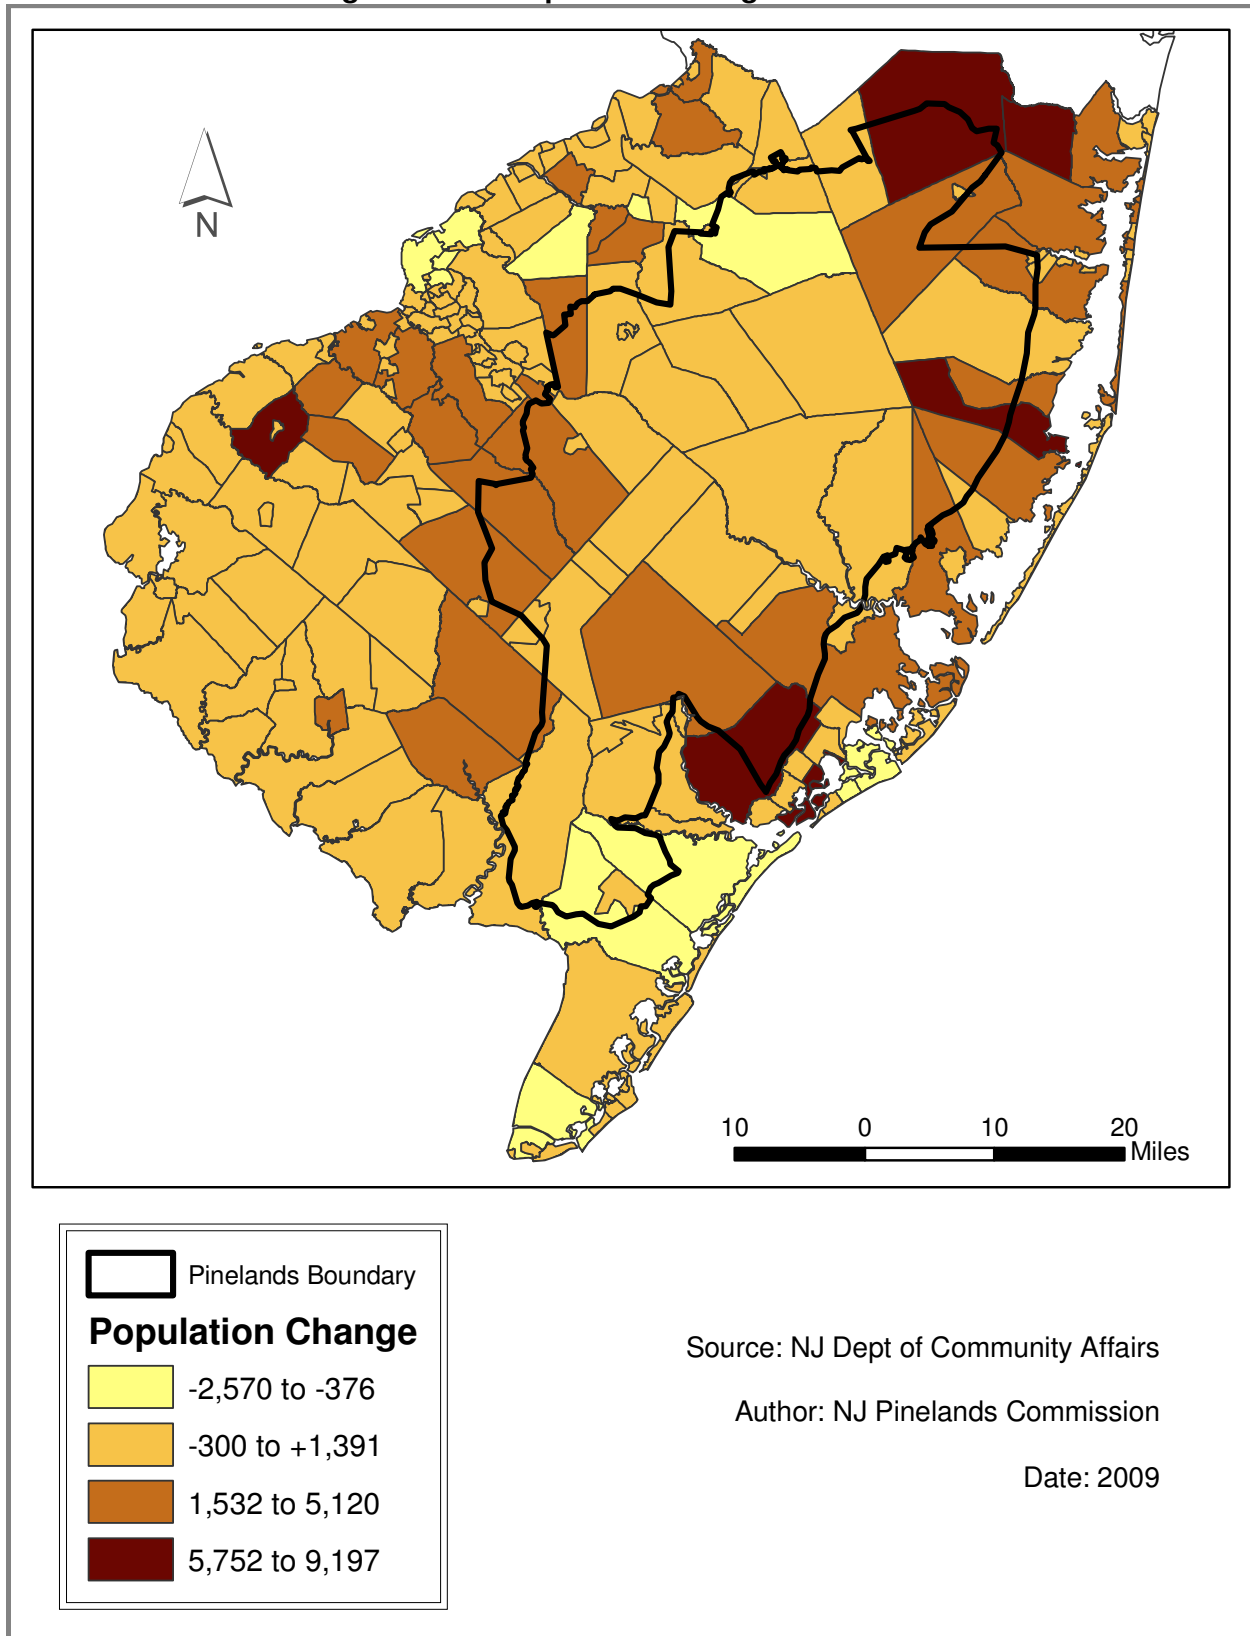 N
10 0 10 20
Miles
Pinelands Boundary
Population Change
-2,570 to -376
-300 to +1,391
1,532 to 5,120
5,752 to 9,197
Source: NJ Dept of Community Affairs
Author: NJ Pinelands Commission
Date: 2009